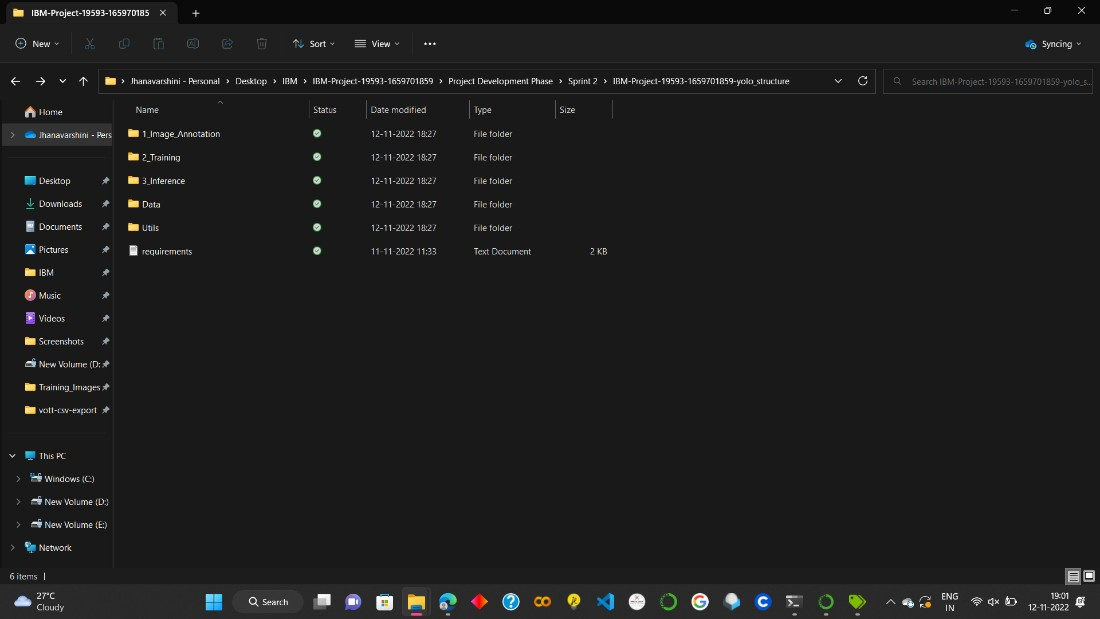 IBM-Project-19593-165970185
New
Sort
View
Syncing
Jhanavarshini - Personal > Desktop > IBM > IBM-Project-19593-1659701859 > Project Development Phase > Sprint 2 > IBM-Project-19593-1659701859-yolo_structure
Search IBM-Project-19593-1659701859-yolo_s...
Name Status Date modified Type Size
Home
Jhanavarshini - Pers
1_Image_Annotation 12-11-2022 18:27 File folder
2_Training 12-11-2022 18:27 File folder
3_Inference 12-11-2022 18:27 File folder
Data 12-11-2022 18:27 File folder
Utils 12-11-2022 18:27 File folder
requirements 11-11-2022 11:33 Text Document 2 KB
Desktop
Downloads
Documents
Pictures
IBM
Music
Videos
Screenshots
New Volume (D:
Training_Images
vott-csv-export
This PC
Windows (C:)
New Volume (D:)
New Volume (E:)
Network
6 items
27°C
Cloudy
Search
ENG
IN
19:01
12-11-2022